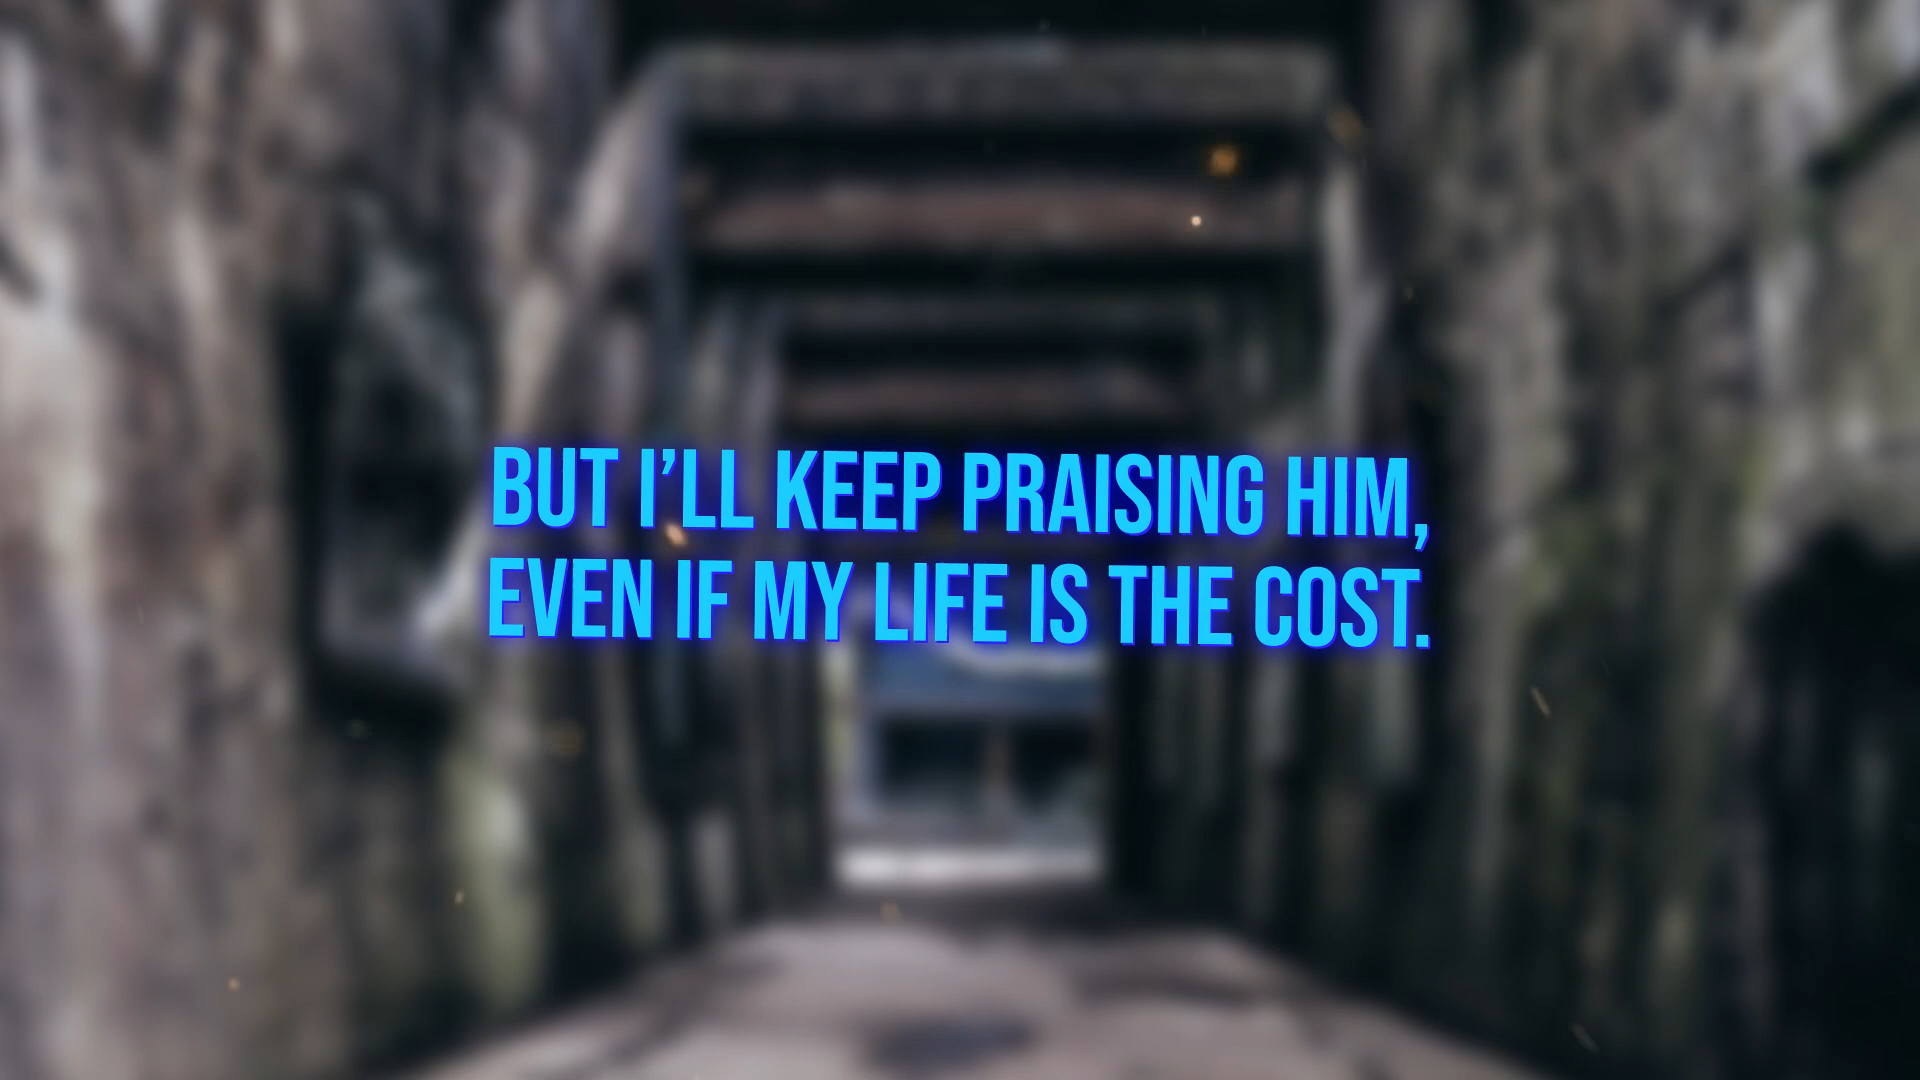 BUT I’LL KEEP PRAISING HIM,
EVEN IF MY LIFE IS THE COST.